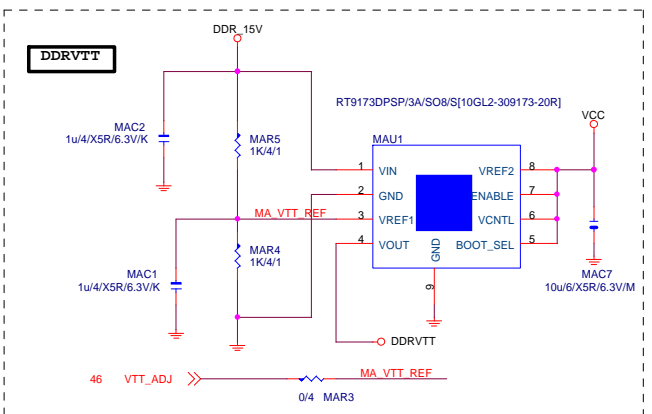 DDR_15V
DDRVTT
RT9173DPSP/3A/SO8/S[10GL2-309173-20R]
VCC
MAC2
1u/4/X5R/6.3V/K
MAR5
1K/4/1
MAU1
1 VIN VREF2 8
2 GND ENABLE 7
MA_VTT_REF 3 VREF1 VCNTL 6
4 VOUT BOOT_SEL 5
GND
9
MAR4
1K/4/1
MAC1
1u/4/X5R/6.3V/K
MAC7
10u/6/X5R/6.3V/M
DDRVTT
46 VTT_ADJ MA_VTT_REF
0/4 MAR3